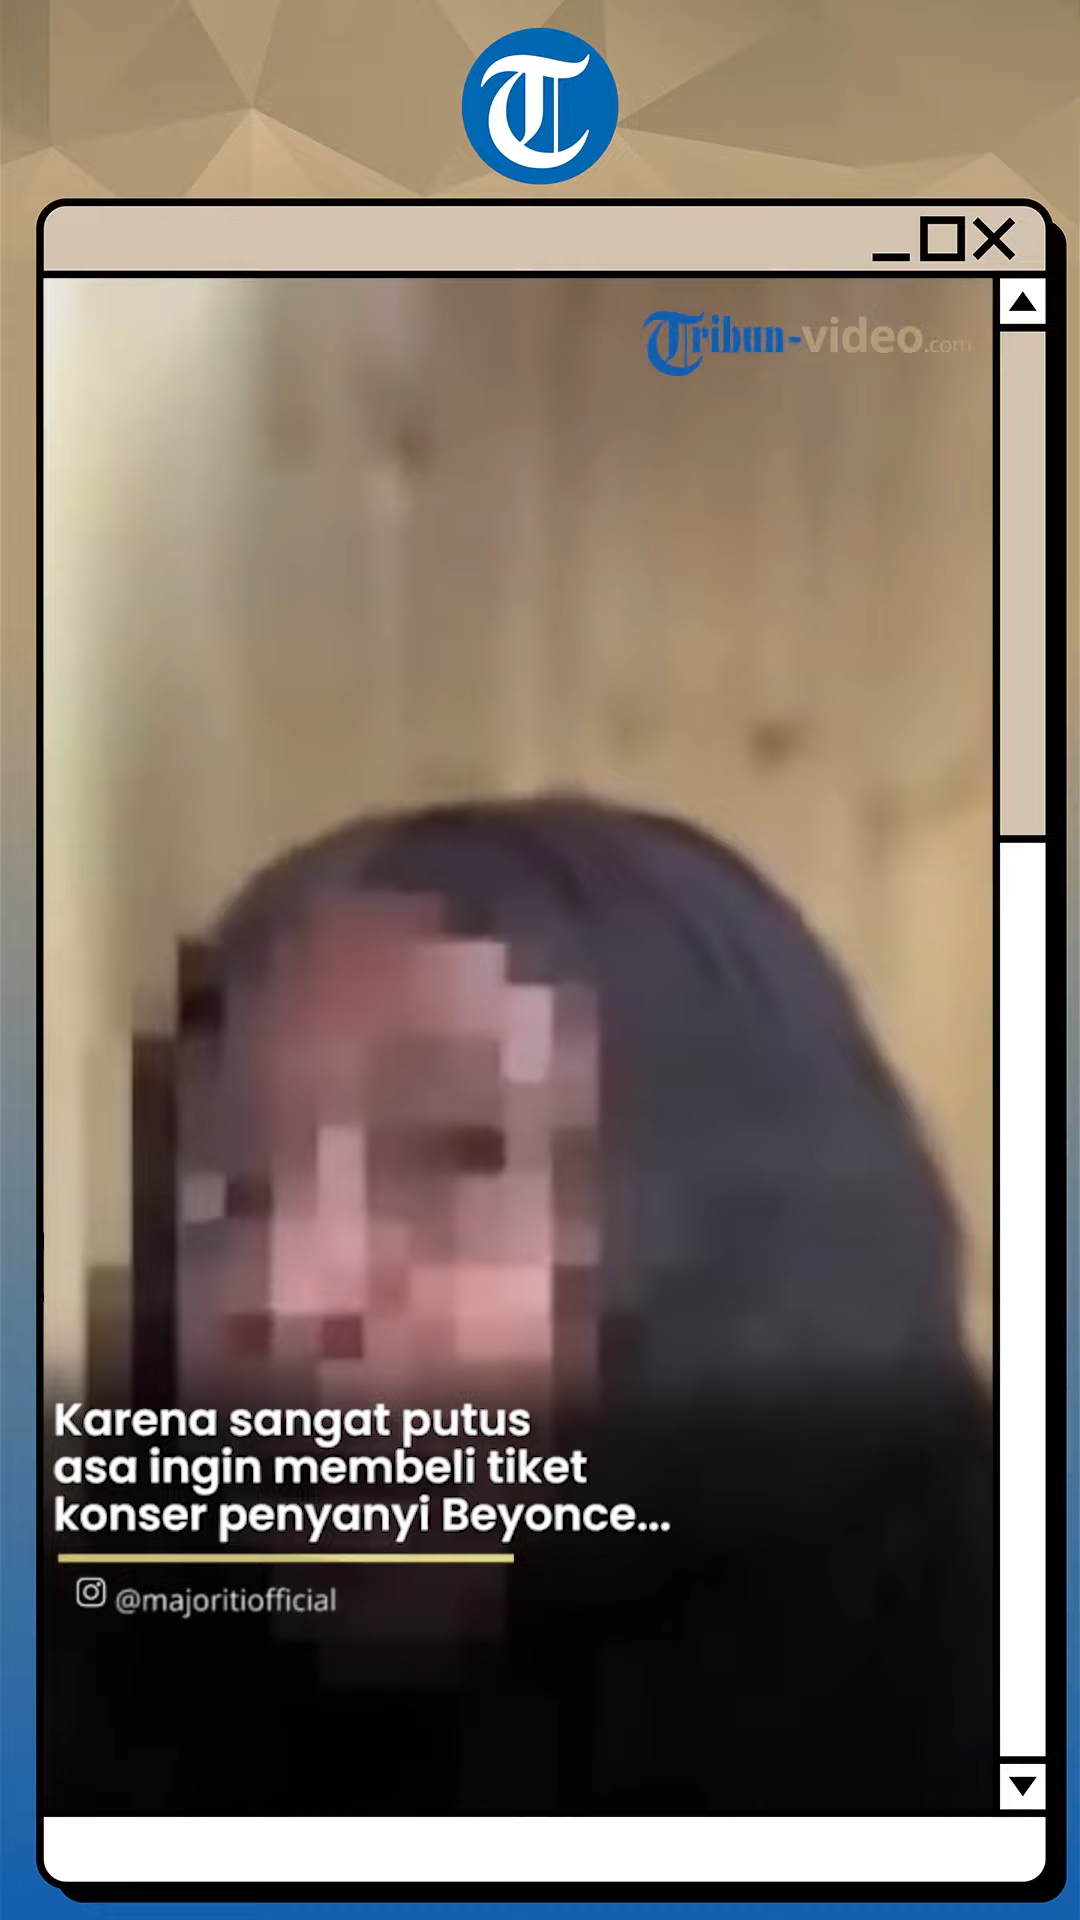 T
Tribun-video.com
Karena sangat putus
asa ingin membeli tiket
konser penyanyi Beyonce...
@majoritiofficial